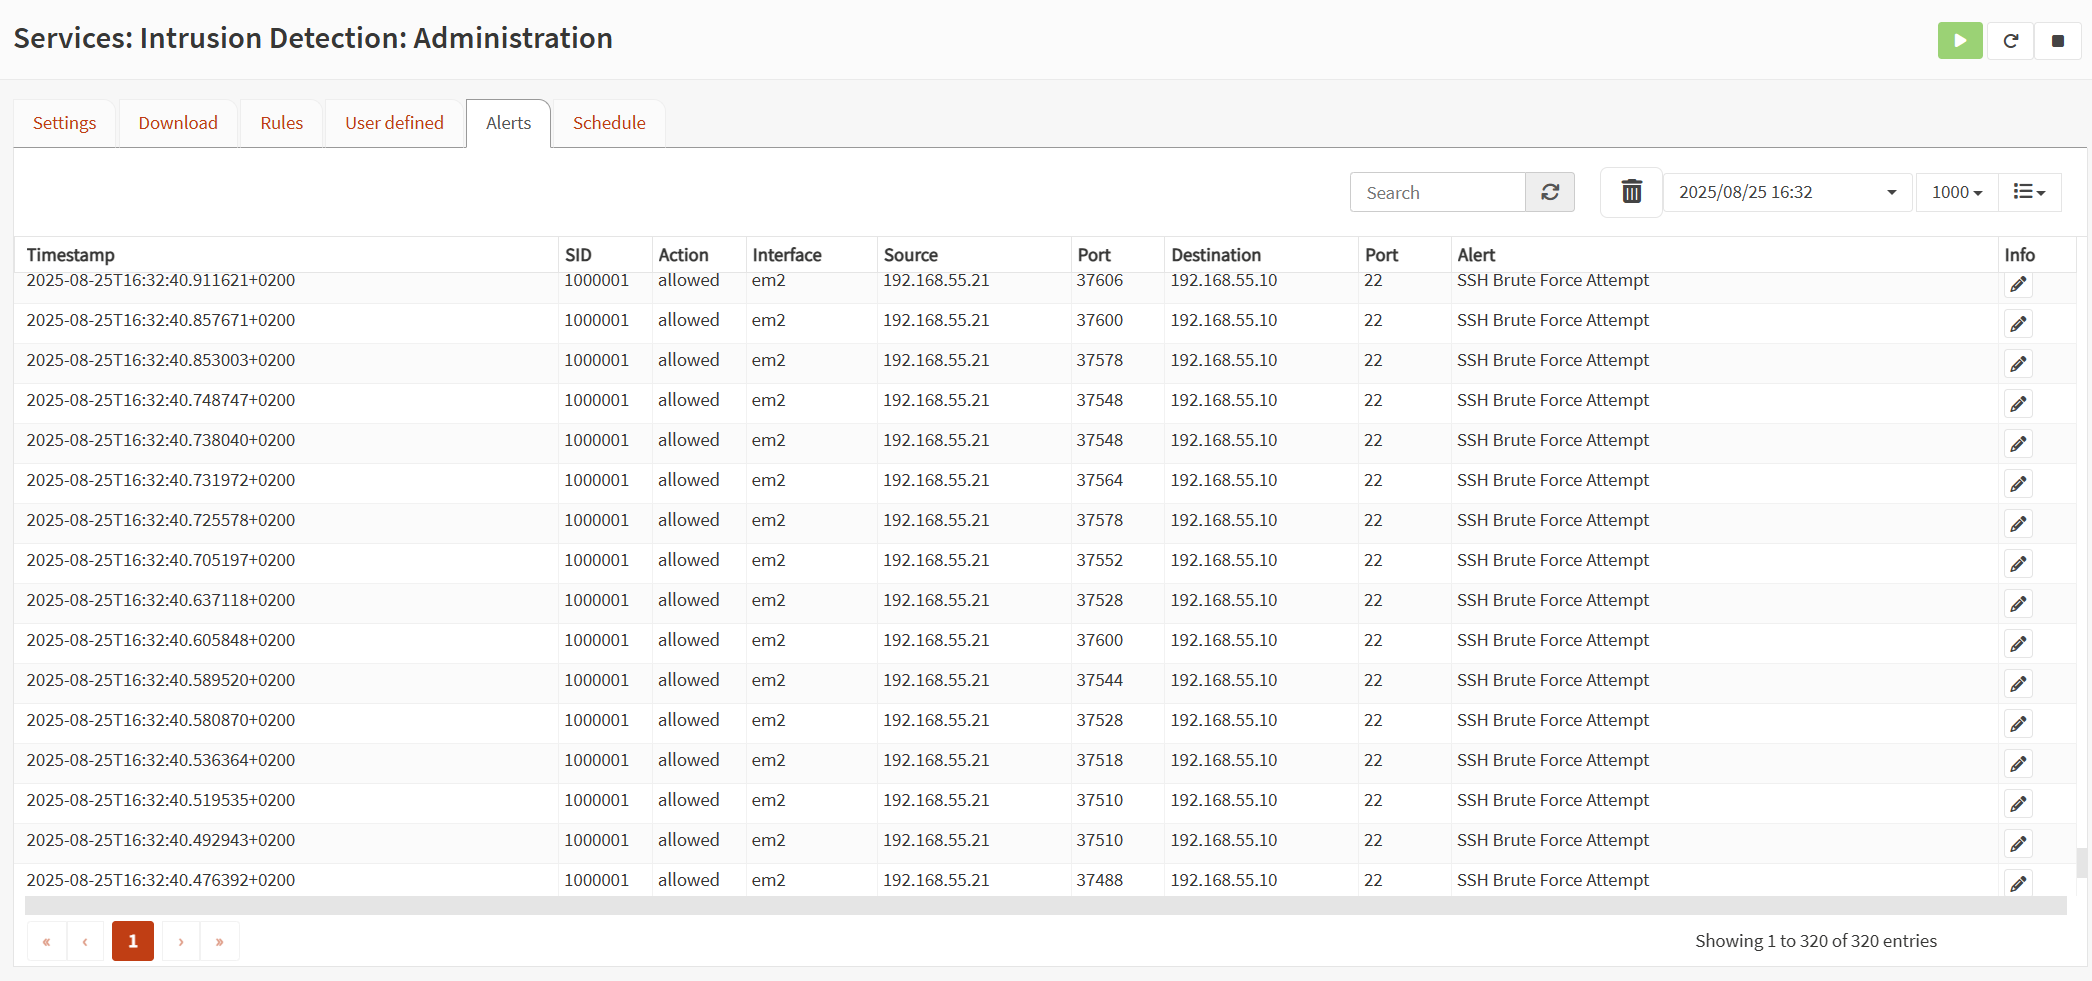 Services: Intrusion Detection: Administration
Settings Download Rules User defined Alerts Schedule
Search 2025/08/25 16:32 1000
Timestamp SID Action Interface Source Port Destination Port Alert Info
2025-08-25T16:32:40.911621+0200 1000001 allowed em2 192.168.55.21 37606 192.168.55.10 22 SSH Brute Force Attempt
2025-08-25T16:32:40.857671+0200 1000001 allowed em2 192.168.55.21 37600 192.168.55.10 22 SSH Brute Force Attempt
2025-08-25T16:32:40.853003+0200 1000001 allowed em2 192.168.55.21 37578 192.168.55.10 22 SSH Brute Force Attempt
2025-08-25T16:32:40.748747+0200 1000001 allowed em2 192.168.55.21 37548 192.168.55.10 22 SSH Brute Force Attempt
2025-08-25T16:32:40.738040+0200 1000001 allowed em2 192.168.55.21 37548 192.168.55.10 22 SSH Brute Force Attempt
2025-08-25T16:32:40.731972+0200 1000001 allowed em2 192.168.55.21 37564 192.168.55.10 22 SSH Brute Force Attempt
2025-08-25T16:32:40.725578+0200 1000001 allowed em2 192.168.55.21 37578 192.168.55.10 22 SSH Brute Force Attempt
2025-08-25T16:32:40.705197+0200 1000001 allowed em2 192.168.55.21 37552 192.168.55.10 22 SSH Brute Force Attempt
2025-08-25T16:32:40.637118+0200 1000001 allowed em2 192.168.55.21 37528 192.168.55.10 22 SSH Brute Force Attempt
2025-08-25T16:32:40.605848+0200 1000001 allowed em2 192.168.55.21 37600 192.168.55.10 22 SSH Brute Force Attempt
2025-08-25T16:32:40.589520+0200 1000001 allowed em2 192.168.55.21 37544 192.168.55.10 22 SSH Brute Force Attempt
2025-08-25T16:32:40.580870+0200 1000001 allowed em2 192.168.55.21 37528 192.168.55.10 22 SSH Brute Force Attempt
2025-08-25T16:32:40.536364+0200 1000001 allowed em2 192.168.55.21 37518 192.168.55.10 22 SSH Brute Force Attempt
2025-08-25T16:32:40.519535+0200 1000001 allowed em2 192.168.55.21 37510 192.168.55.10 22 SSH Brute Force Attempt
2025-08-25T16:32:40.492943+0200 1000001 allowed em2 192.168.55.21 37510 192.168.55.10 22 SSH Brute Force Attempt
2025-08-25T16:32:40.476392+0200 1000001 allowed em2 192.168.55.21 37488 192.168.55.10 22 SSH Brute Force Attempt
« ‹ 1 › » Showing 1 to 320 of 320 entries